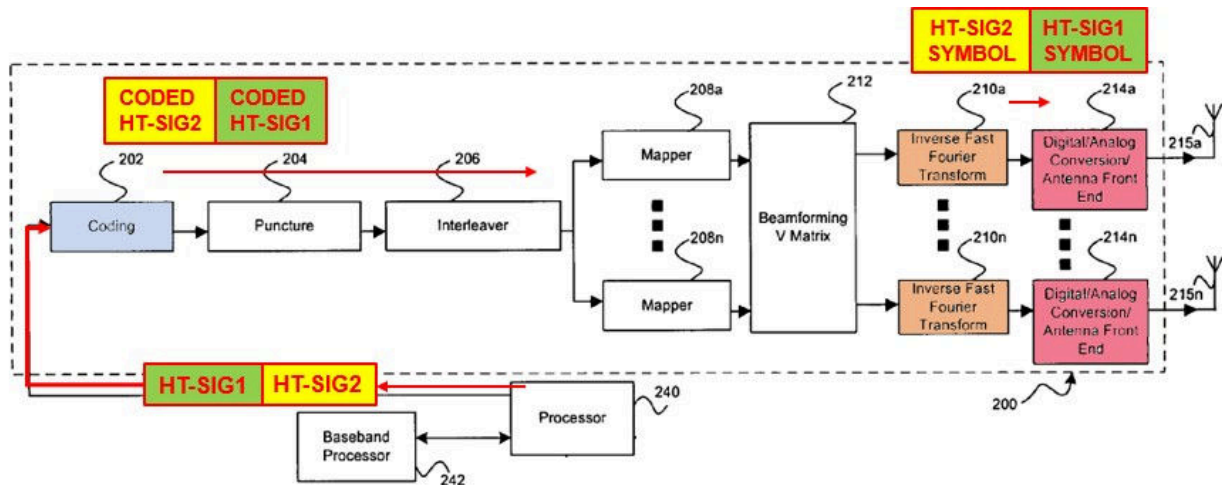 HT-SIG2
SYMBOL
HT-SIG1
SYMBOL
CODED
HT-SIG2
CODED
HT-SIG1
208a
212
210a
214a
202
204
206
215a
Coding
Puncture
Interleaver
Mapper
Beamforming
V Matrix
Inverse Fast
Fourier
Transform
Digital/Analog
Conversion/
Antenna Front
End
208n
210n
214n
215n
Mapper
Inverse Fast
Fourier
Transform
Digital/Analog
Conversion/
Antenna Front
End
HT-SIG1
HT-SIG2
240
200
Processor
Baseband
Processor
242